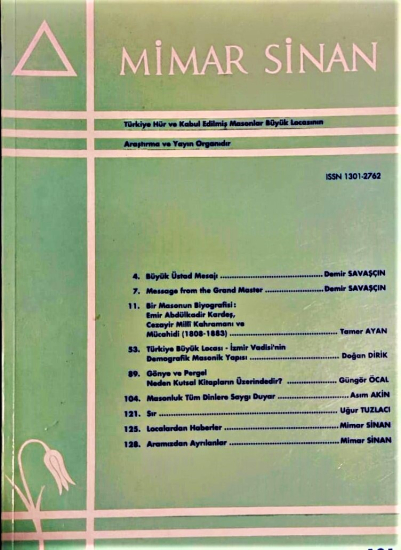 MİMAR SİNAN
Türkiye Hür ve Kabul Edilmiş Masonlar Büyük Locasının
Araştırma ve Yayın Organıdır
ISSN 1301-2762
4. Büyük Üstad Mesajı ........ Demir SAVAŞÇIN
7. Message from the Grand Master ........ Demir SAVAŞÇIN
11. Bir Masonun Biyografisi:
Emir Abdülkadir Kardeş,
Cezayir Millî Kahramanı ve
Mücahidi (1808-1883) ........ Tamer AYAN
53. Türkiye Büyük Locası - İzmir Vadisi'nin
Demografik Masonik Yapısı ........ Doğan DİRİK
89. Gönye ve Pergel
Neden Kutsal Kitapların Üzerindedir? ........ Güngör ÖCAL
104. Masonluk Tüm Dinlere Saygı Duyar ........ Asım AKİN
121. Sır ........ Uğur TUZLACI
125. Localardan Haberler ........ Mimar SİNAN
128. Aramızdan Ayrılanlar ........ Mimar SİNAN